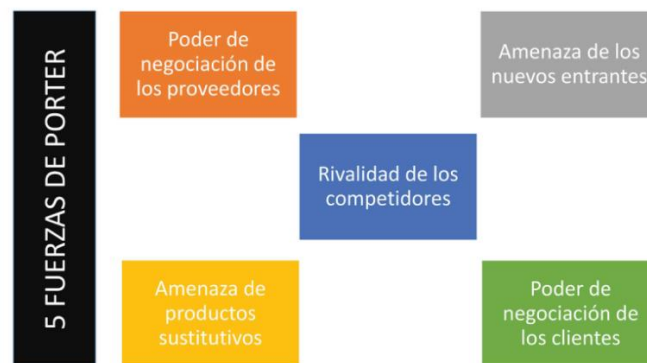 5 FUERZAS DE PORTER
Poder de
negociación de
los proveedores
Amenaza de los
nuevos entrantes
Rivalidad de los
competidores
Amenaza de
productos
sustitutivos
Poder de
negociación de
los clientes